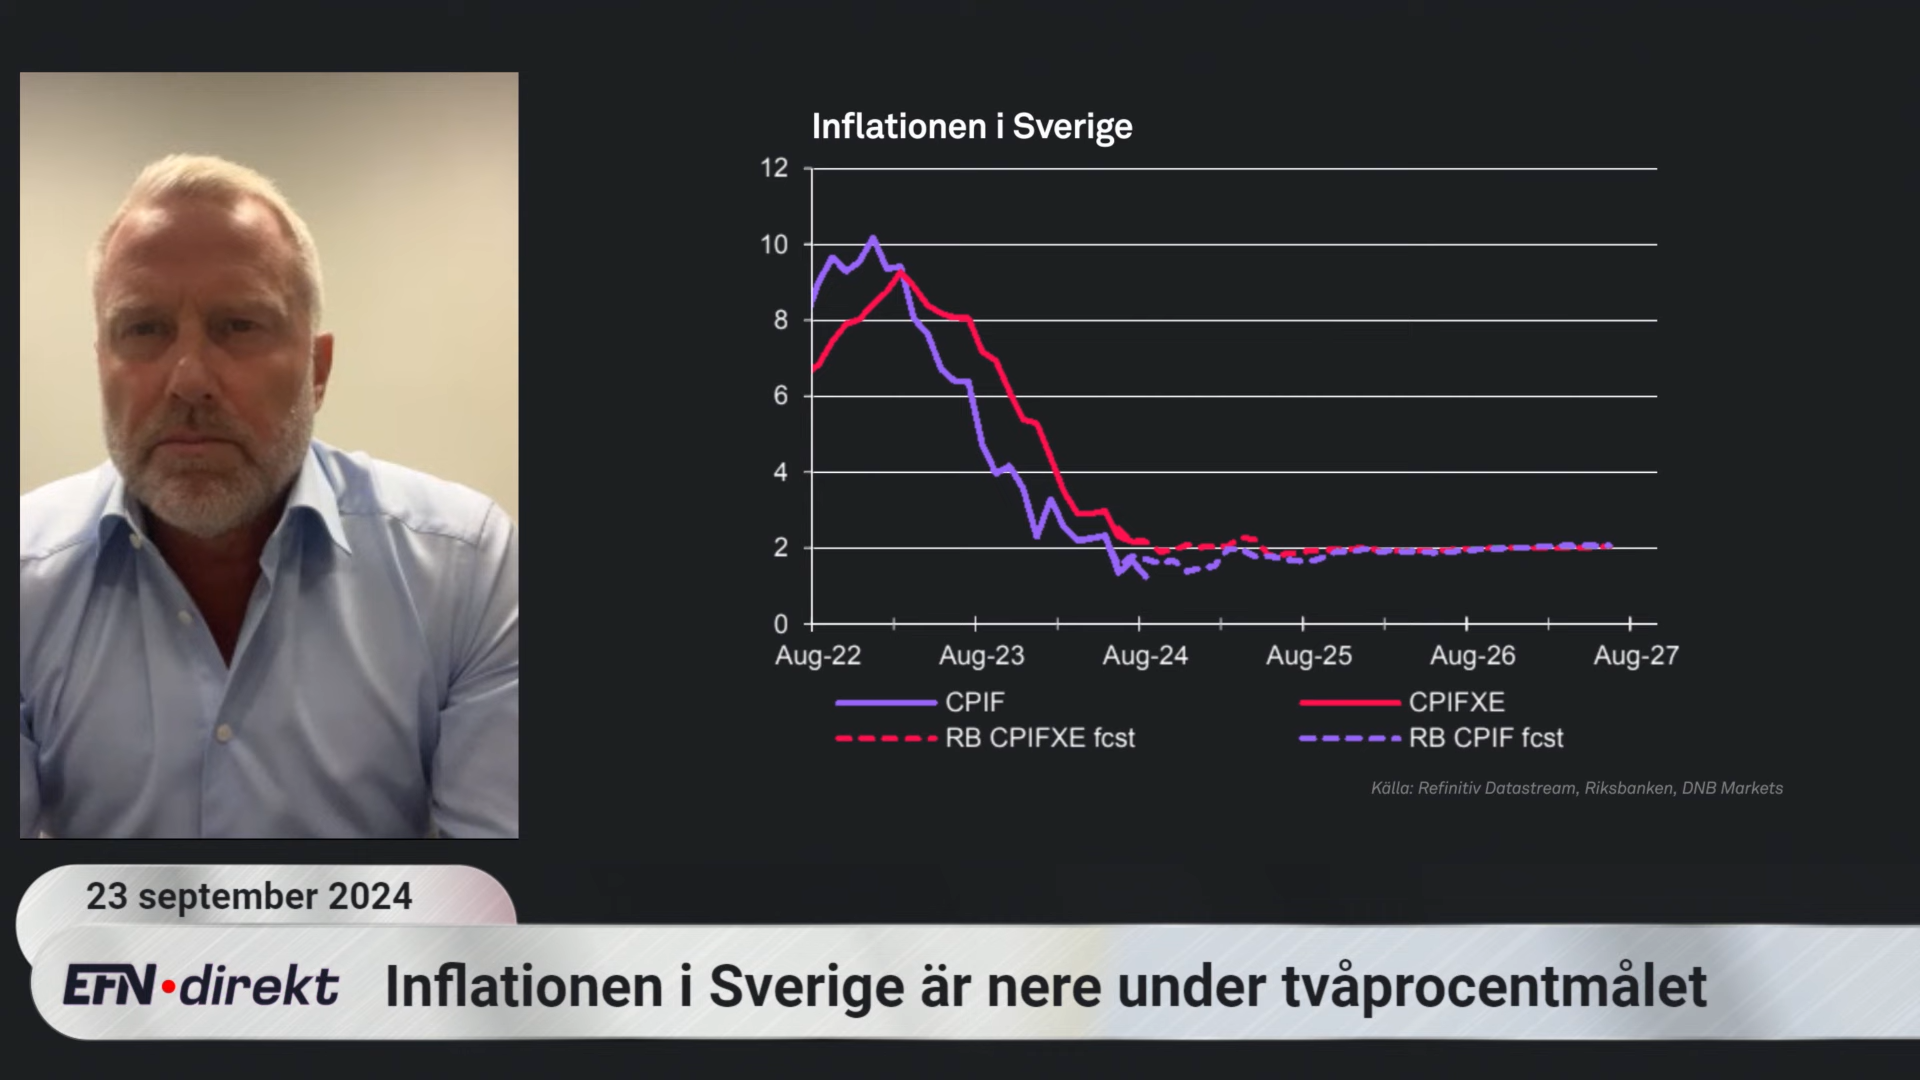 Inflationen i Sverige
12
10
8
6
4
2
0
Aug-22 Aug-23 Aug-24 Aug-25 Aug-26 Aug-27
CPIF CPIFXE
RB CPIFXE fcst RB CPIF fcst
Källa: Refinitiv Datastream, Riksbanken, DNB Markets
23 september 2024
EFN•direkt Inflationen i Sverige är nere under tvåprocentmålet